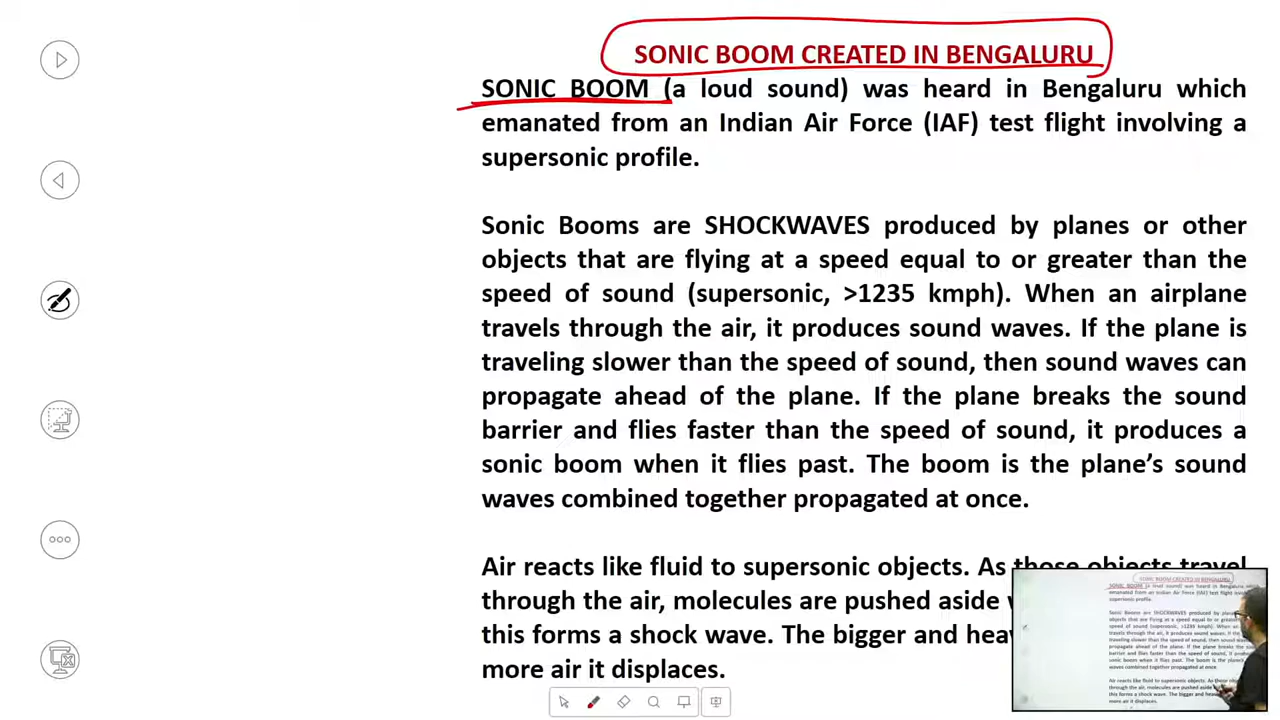 SONIC BOOM CREATED IN BENGALURU
SONIC BOOM (a loud sound) was heard in Bengaluru which
emanated from an Indian Air Force (IAF) test flight involving a
supersonic profile.
Sonic Booms are SHOCKWAVES produced by planes or other
objects that are flying at a speed equal to or greater than the
speed of sound (supersonic, >1235 kmph). When an airplane
travels through the air, it produces sound waves. If the plane is
traveling slower than the speed of sound, then sound waves can
propagate ahead of the plane. If the plane breaks the sound
barrier and flies faster than the speed of sound, it produces a
sonic boom when it flies past. The boom is the plane’s sound
waves combined together propagated at once.
Air reacts like fluid to supersonic objects. As those objects travel
through the air, molecules are pushed aside
this forms a shock wave. The bigger and
more air it displaces.